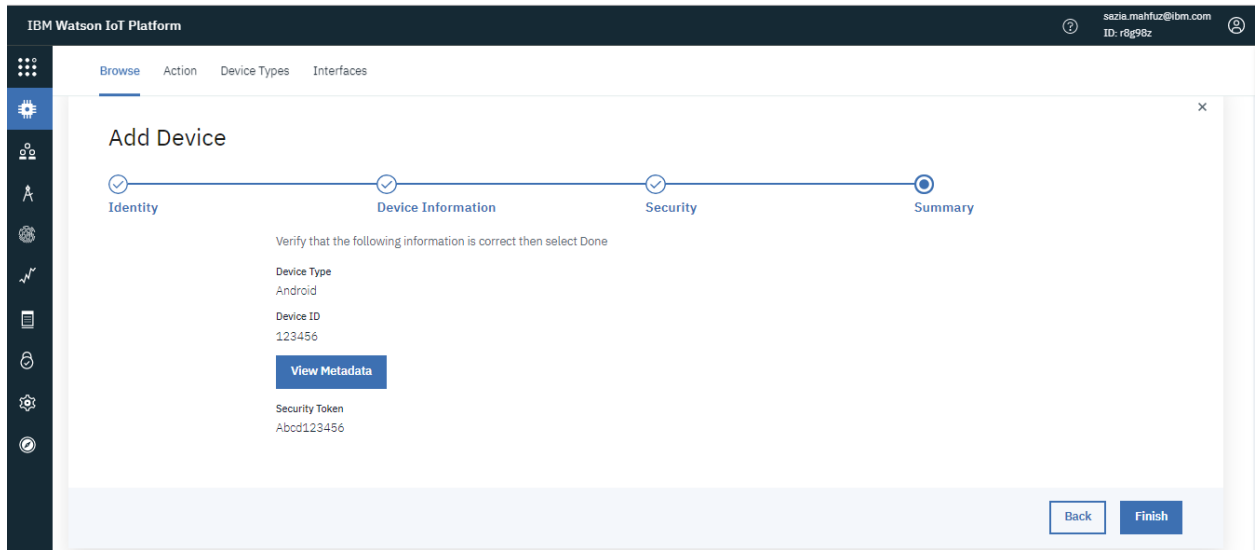 IBM Watson IoT Platform
sazia.mahfuz@ibm.com
ID: r8g98z
Browse Action Device Types Interfaces
Add Device
Identity Device Information Security Summary
Verify that the following information is correct then select Done
Device Type
Android
Device ID
123456
View Metadata
Security Token
Abcd123456
Back Finish